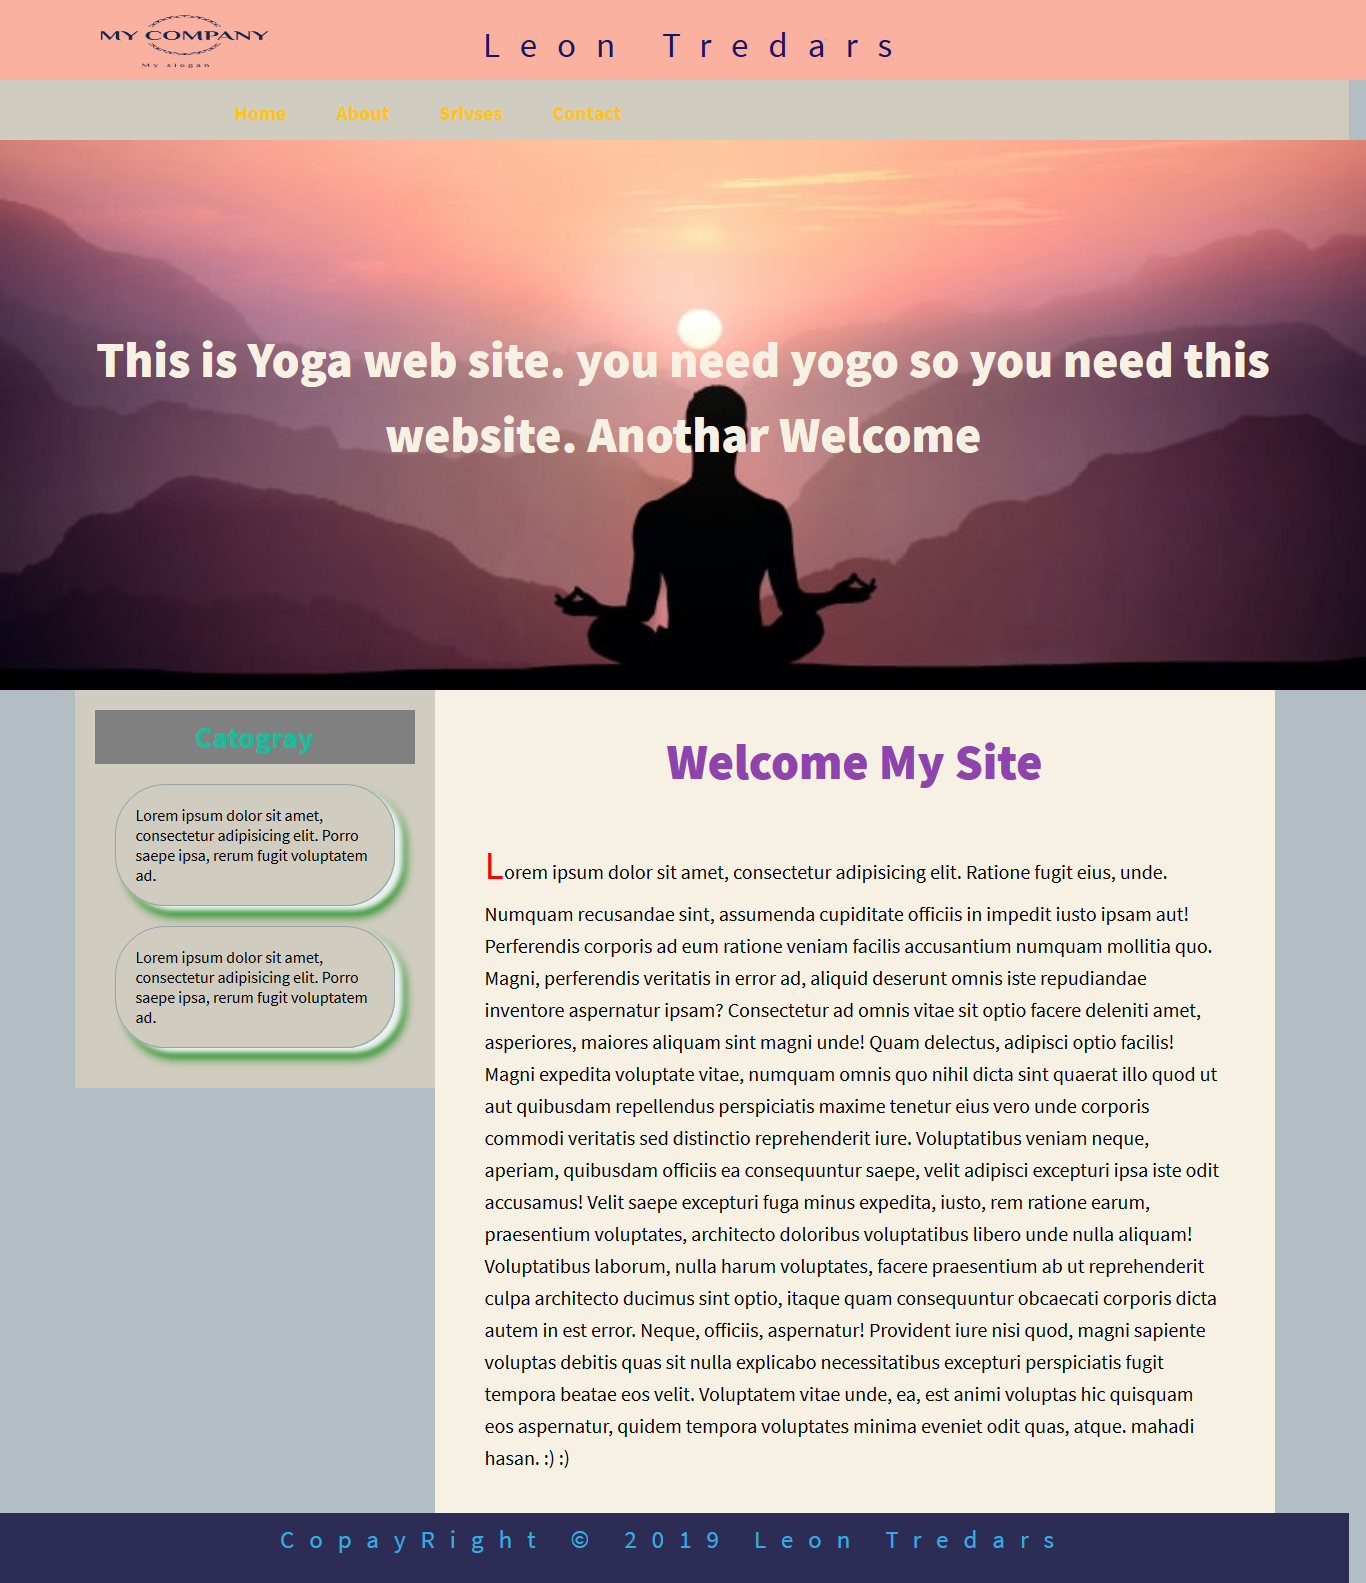 MY COMPANY
My slogan
Leon Tredars
Home About Srivses Contact
This is Yoga web site. you need yogo so you need this
website. Anothar Welcome
Catogray
Lorem ipsum dolor sit amet,
consectetur adipisicing elit. Porro
saepe ipsa, rerum fugit voluptatem
ad.
Lorem ipsum dolor sit amet,
consectetur adipisicing elit. Porro
saepe ipsa, rerum fugit voluptatem
ad.
Welcome My Site
Lorem ipsum dolor sit amet, consectetur adipisicing elit. Ratione fugit eius, unde.
Numquam recusandae sint, assumenda cupiditate officiis in impedit iusto ipsam aut!
Perferendis corporis ad eum ratione veniam facilis accusantium numquam mollitia quo.
Magni, perferendis veritatis in error ad, aliquid deserunt omnis iste repudiandae
inventore aspernatur ipsam? Consectetur ad omnis vitae sit optio facere deleniti amet,
asperiores, maiores aliquam sint magni unde! Quam delectus, adipisci optio facilis!
Magni expedita voluptate vitae, numquam omnis quo nihil dicta sint quaerat illo quod ut
aut quibusdam repellendus perspiciatis maxime tenetur eius vero unde corporis
commodi veritatis sed distinctio reprehenderit iure. Voluptatibus veniam neque,
aperiam, quibusdam officiis ea consequuntur saepe, velit adipisci excepturi ipsa iste odit
accusamus! Velit saepe excepturi fuga minus expedita, iusto, rem ratione earum,
praesentium voluptates, architecto doloribus voluptatibus libero unde nulla aliquam!
Voluptatibus laborum, nulla harum voluptates, facere praesentium ab ut reprehenderit
culpa architecto ducimus sint optio, itaque quam consequuntur obcaecati corporis dicta
autem in est error. Neque, officiis, aspernatur! Provident iure nisi quod, magni sapiente
voluptas debitis quas sit nulla explicabo necessitatibus excepturi perspiciatis fugit
tempora beatae eos velit. Voluptatem vitae unde, ea, est animi voluptas hic quisquam
eos aspernatur, quidem tempora voluptates minima eveniet odit quas, atque. mahadi
hasan. :) :)
CopayRight © 2019 Leon Tredars